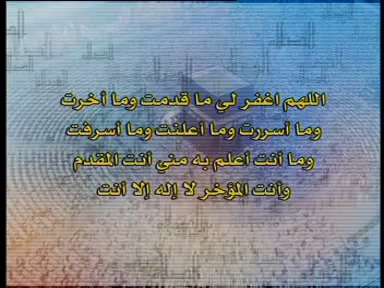 اللهم اغفر لي ما قدمت وما أخرت
وما أسررت وما أعلنت وما أسرفت
وما أنت أعلم به مني أنت المقدم
وأنت المؤخر لا إله إلا أنت